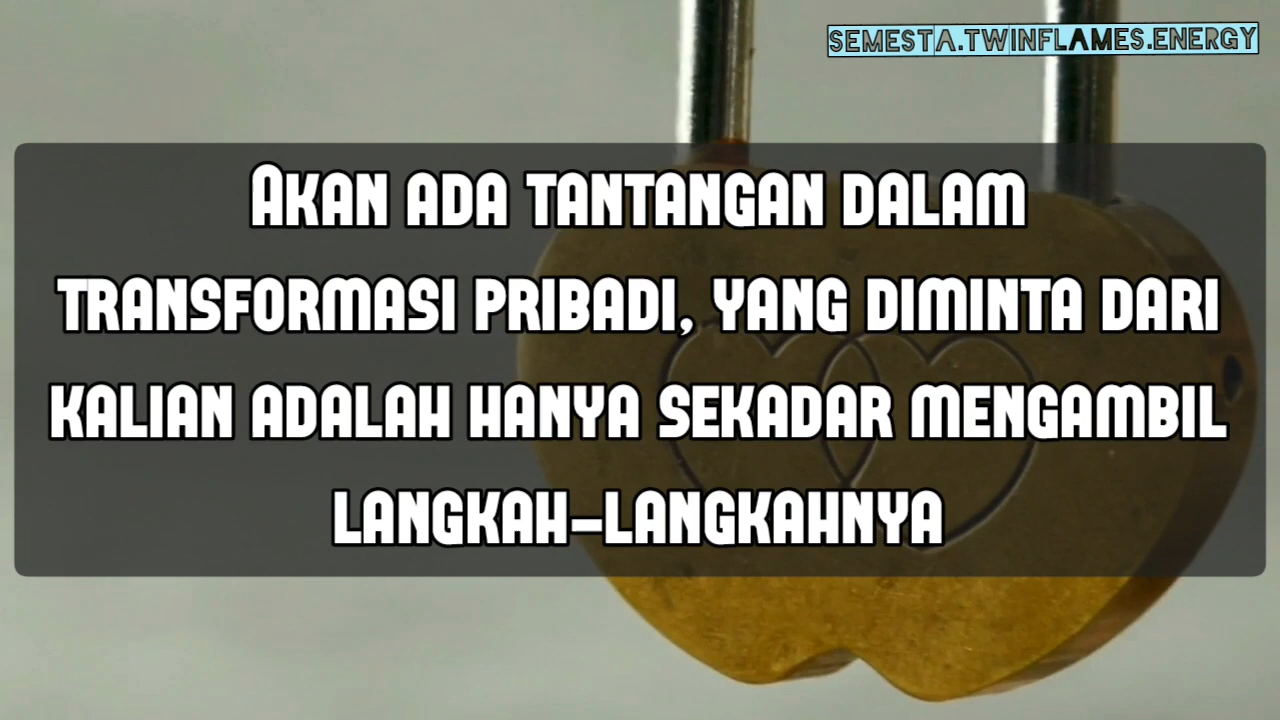 SEMESTA.TWINFLAMES.ENERGY
Akan ada tantangan dalam
transformasi pribadi, yang diminta dari
kalian adalah hanya sekadar mengambil
langkah-langkahnya